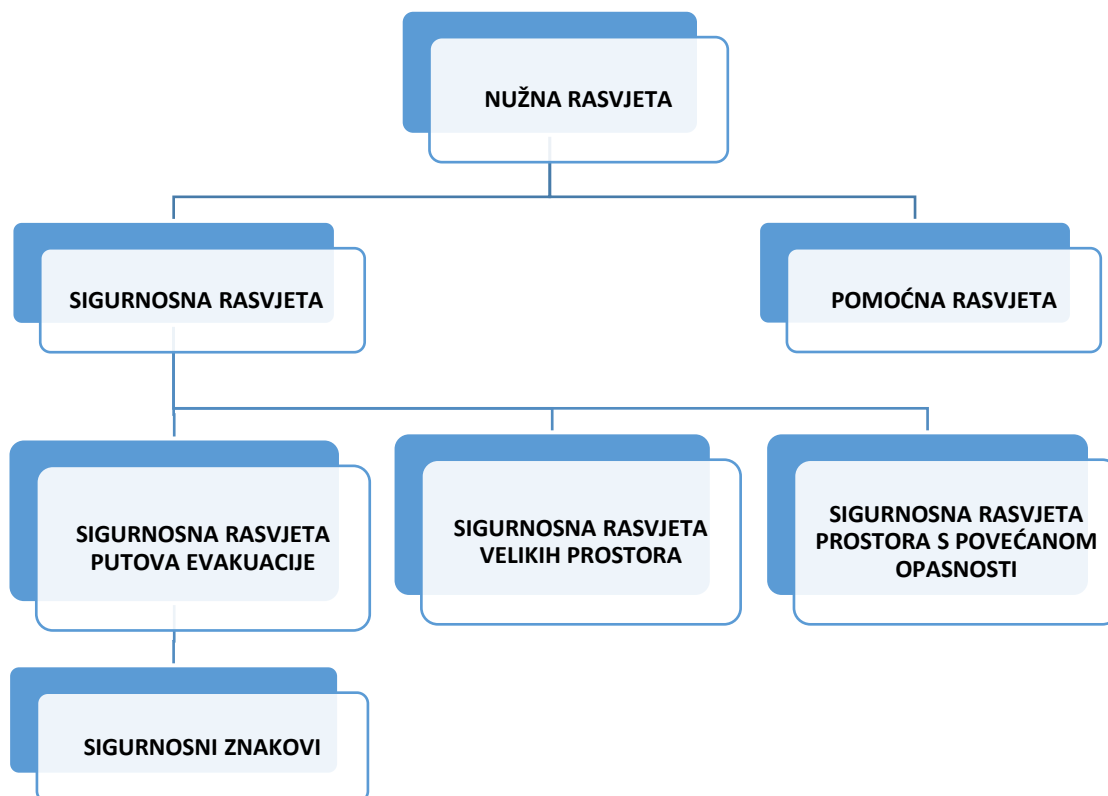 NUŽNA RASVJETA
SIGURNOSNA RASVJETA
POMOĆNA RASVJETA
SIGURNOSNA RASVJETA
PUTOVA EVAKUACIJE
SIGURNOSNA RASVJETA
VELIKIH PROSTORA
SIGURNOSNA RASVJETA
PROSTORA S POVEĆANOM
OPASNOSTI
SIGURNOSNI ZNAKOVI